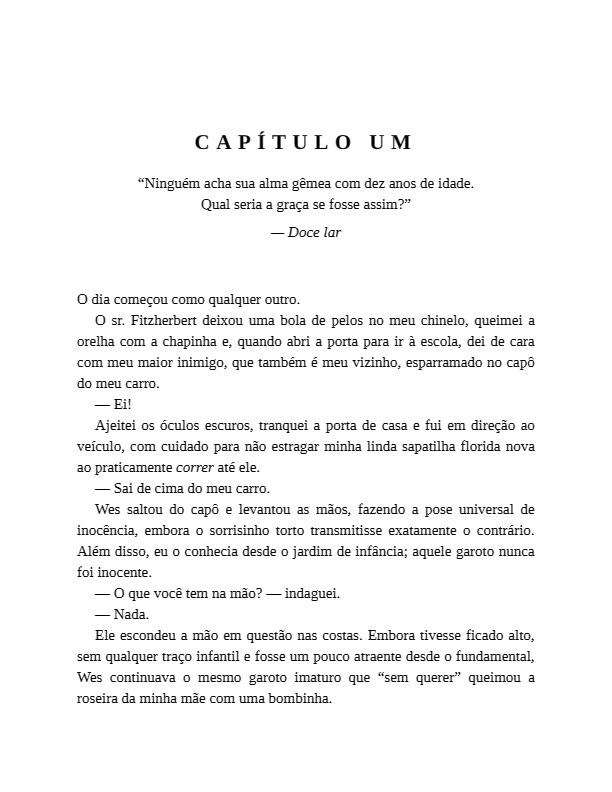 CAPÍTULO UM
“Ninguém acha sua alma gêmea com dez anos de idade.
Qual seria a graça se fosse assim?”
— Doce lar
O dia começou como qualquer outro.
O sr. Fitzherbert deixou uma bola de pelos no meu chinelo, queimei a
orelha com a chapinha e, quando abri a porta para ir à escola, dei de cara
com meu maior inimigo, que também é meu vizinho, esparramado no capô
do meu carro.
— Ei!
Ajeitei os óculos escuros, tranquei a porta de casa e fui em direção ao
veículo, com cuidado para não estragar minha linda sapatilha florida nova
ao praticamente correr até ele.
— Sai de cima do meu carro.
Wes saltou do capô e levantou as mãos, fazendo a pose universal de
inocência, embora o sorrisinho torto transmitisse exatamente o contrário.
Além disso, eu o conhecia desde o jardim de infância; aquele garoto nunca
foi inocente.
— O que você tem na mão? — indaguei.
— Nada.
Ele escondeu a mão em questão nas costas. Embora tivesse ficado alto,
sem qualquer traço infantil e fosse um pouco atraente desde o fundamental,
Wes continuava o mesmo garoto imaturo que “sem querer” queimou a
roseira da minha mãe com uma bombinha.